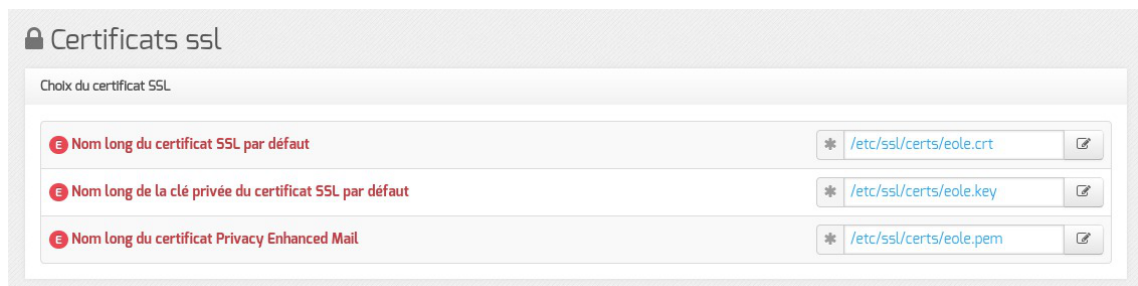 Certificats ssl
Choix du certificat SSL
E Nom long du certificat SSL par défaut
/etc/ssl/certs/eole.crt
E Nom long de la clé privée du certificat SSL par défaut
/etc/ssl/certs/eole.key
E Nom long du certificat Privacy Enhanced Mail
/etc/ssl/certs/eole.pem